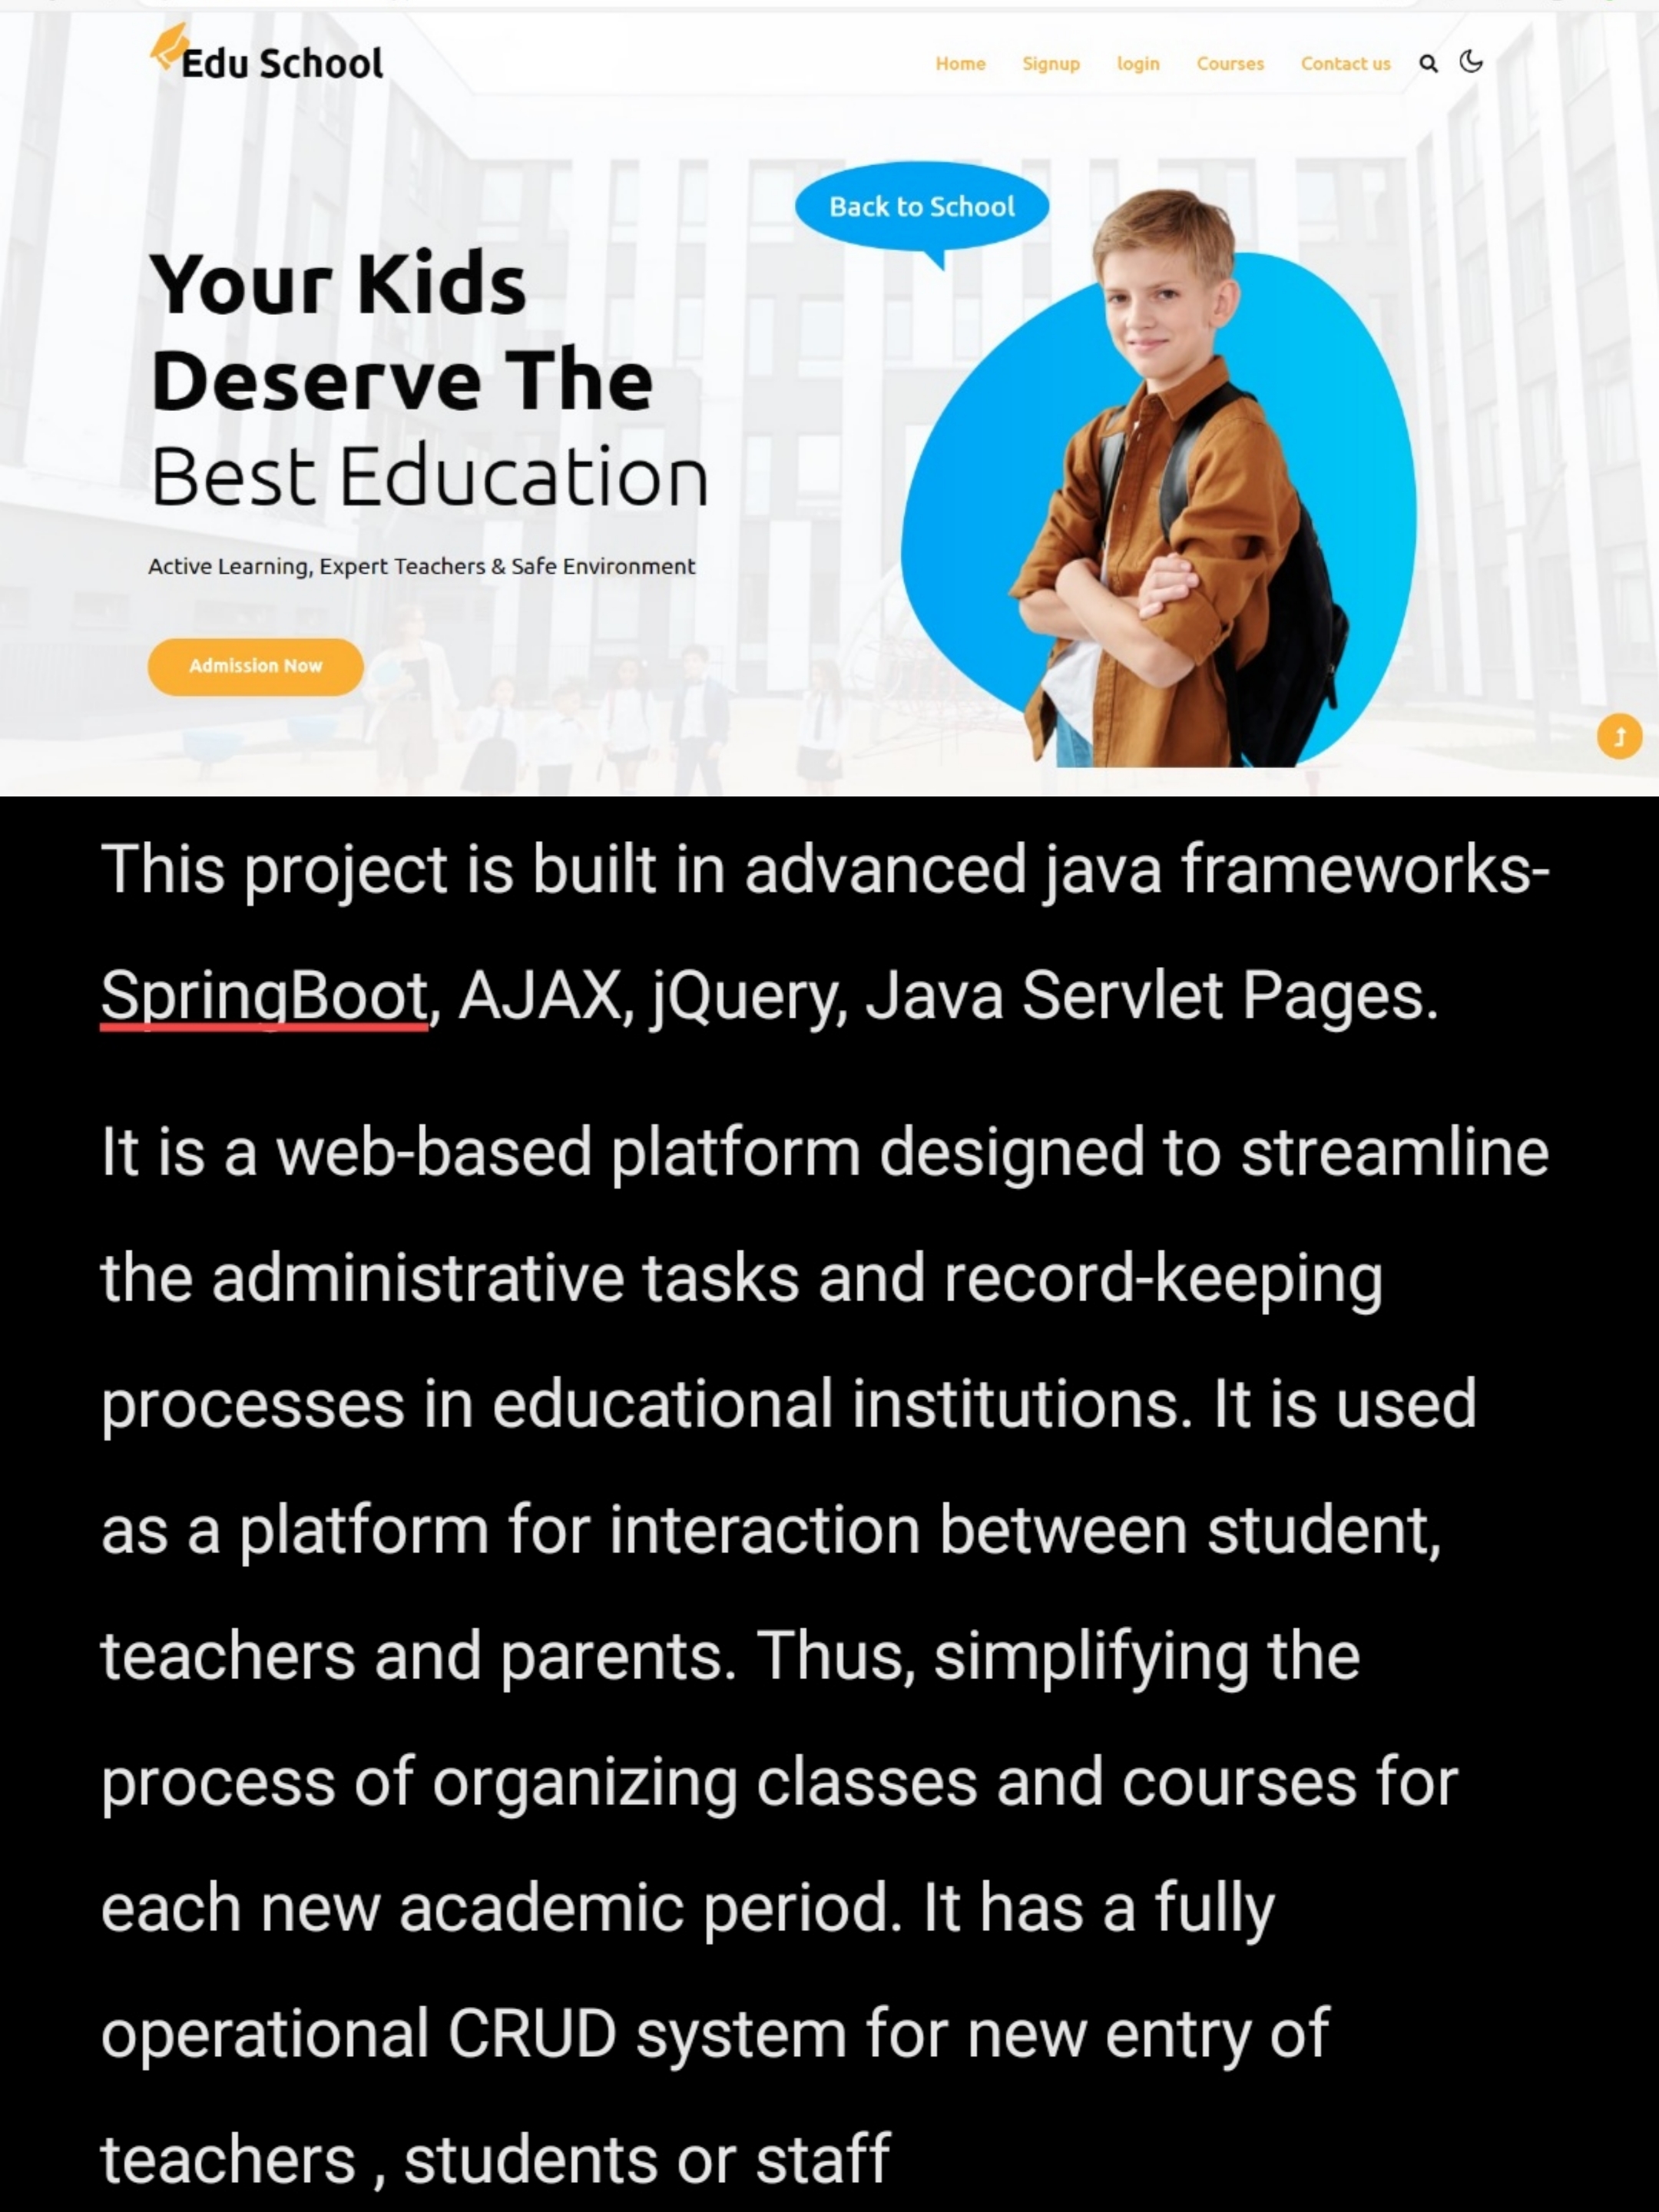 Edu School
Home Signup login Courses Contact us
Back to School
Your Kids
Deserve The
Best Education
Active Learning, Expert Teachers & Safe Environment
Admission Now
This project is built in advanced java frameworks-
SpringBoot, AJAX, jQuery, Java Servlet Pages.
It is a web-based platform designed to streamline
the administrative tasks and record-keeping
processes in educational institutions. It is used
as a platform for interaction between student,
teachers and parents. Thus, simplifying the
process of organizing classes and courses for
each new academic period. It has a fully
operational CRUD system for new entry of
teachers , students or staff